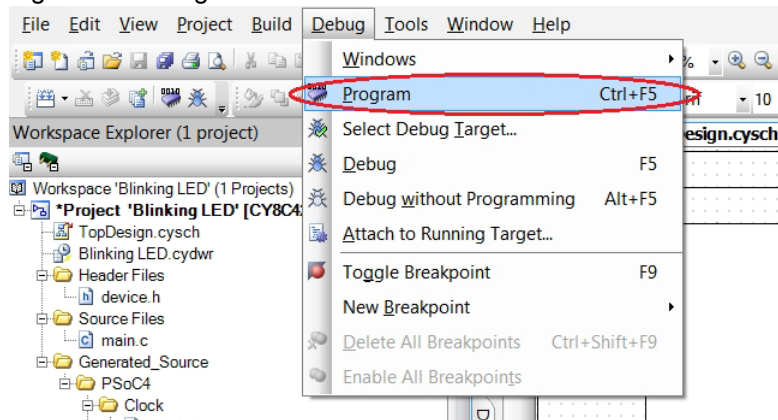 File Edit View Project Build Debug Tools Window Help
Windows
%
Program Ctrl+F5
10
Workspace Explorer (1 project)
Select Debug Target...
esign.cysch
Debug F5
Workspace 'Blinking LED' (1 Projects)
Debug without Programming Alt+F5
*Project 'Blinking LED' [CY8C4
TopDesign.cysch
Attach to Running Target...
Blinking LED.cydwr
Header Files
Toggle Breakpoint F9
device.h
Source Files
New Breakpoint
main.c
Delete All Breakpoints Ctrl+Shift+F9
Generated_Source
Enable All Breakpoints
PSoC4
Clock